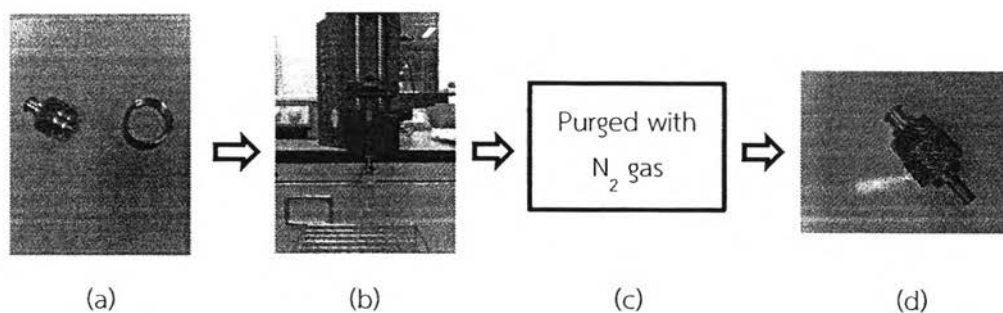 Purged with
N₂ gas
(a)
(b)
(c)
(d)